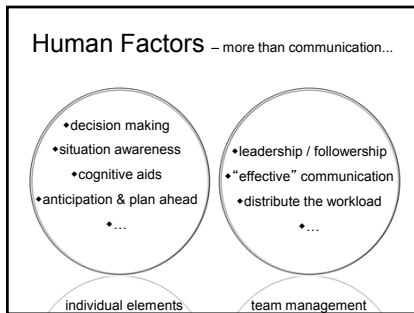 Human Factors – more than communication...
◆decision making
◆situation awareness
◆cognitive aids
◆anticipation & plan ahead
◆...
◆leadership / followership
◆“effective” communication
◆distribute the workload
◆...
individual elements
team management